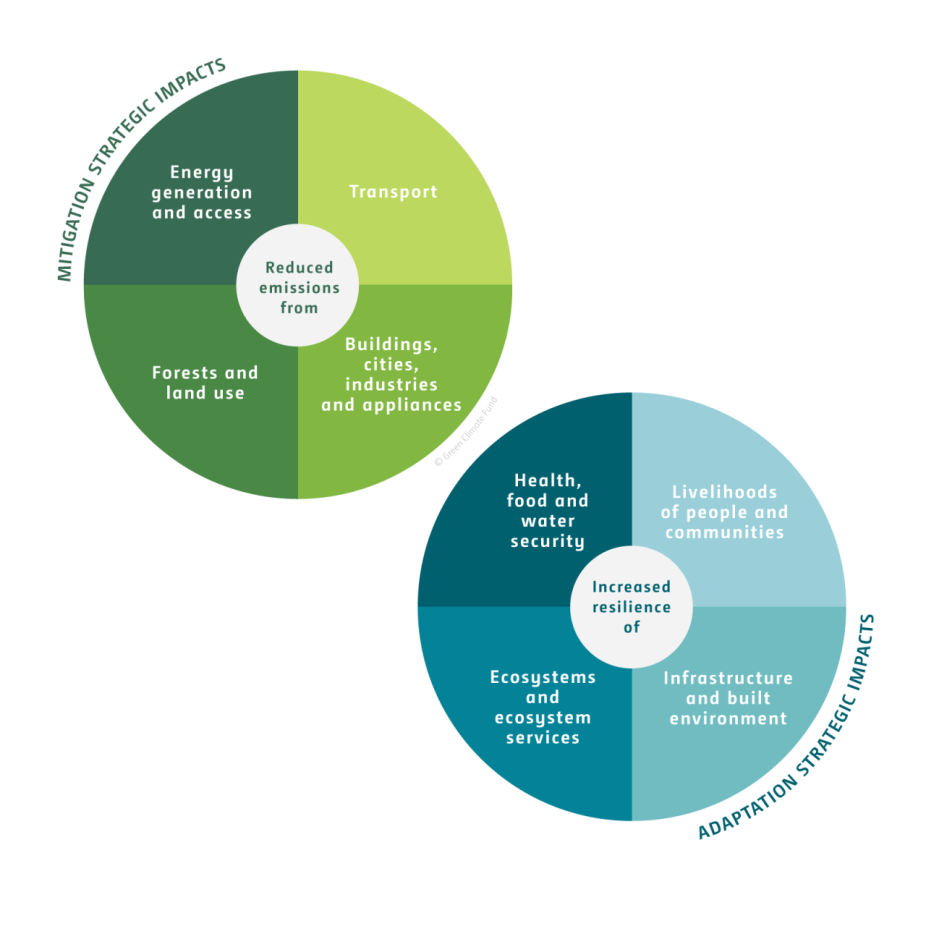 MITIGATION STRATEGIC IMPACTS
Energy
generation
and access
Transport
Reduced
emissions
from
Forests and
land use
Buildings,
cities,
industries
and appliances
© Green Climate Fund
Health,
food and
water
security
Livelihoods
of people and
communities
Increased
resilience
of
Ecosystems
and
ecosystem
services
Infrastructure
and built
environment
ADAPTATION STRATEGIC IMPACTS